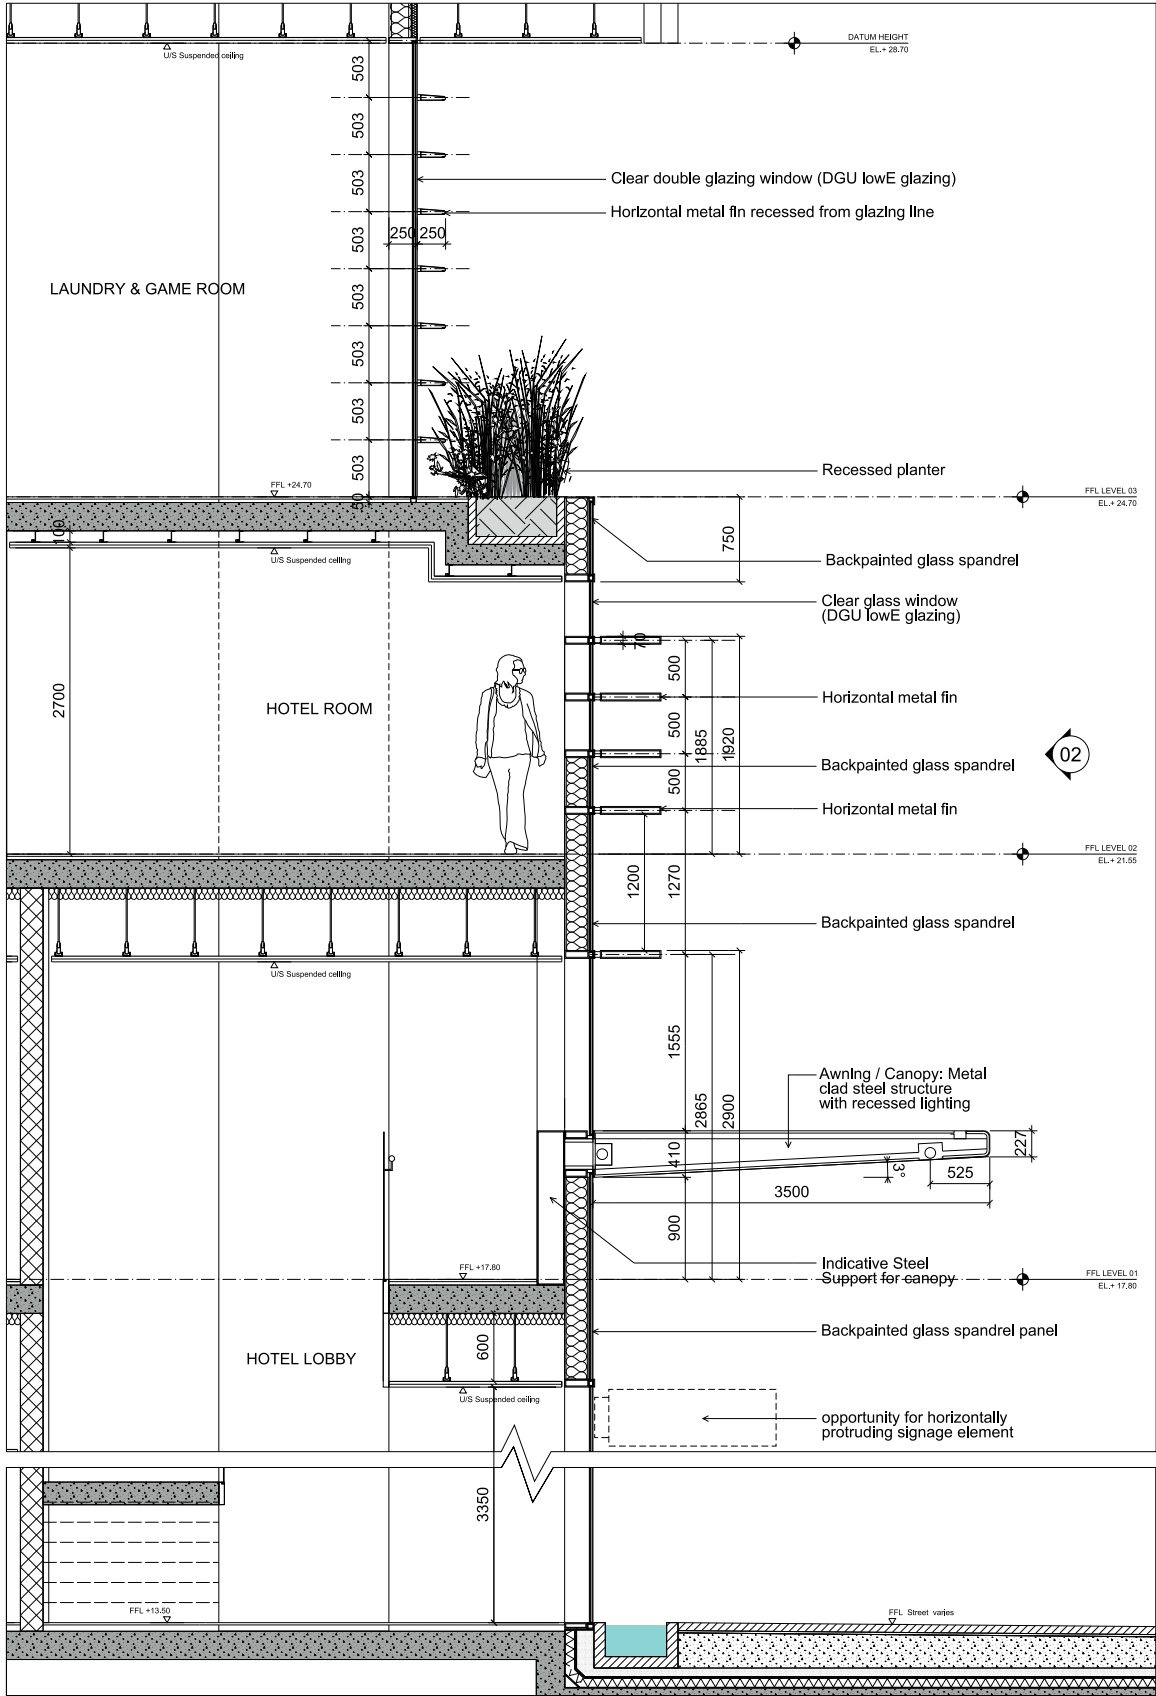 DATUM HEIGHT
EL.+ 28.70
U/S Suspended ceiling
503
503
503
503
503
503
503
503
50
Clear double glazing window (DGU lowE glazing)
Horizontal metal fin recessed from glazing line
250
250
LAUNDRY & GAME ROOM
Recessed planter
FFL +24.70
FFL LEVEL 03
EL.+ 24.70
100
750
U/S Suspended ceiling
Backpainted glass spandrel
Clear glass window
(DGU lowE glazing)
70
500
2700
HOTEL ROOM
Horizontal metal fin
500
1885
1920
02
Backpainted glass spandrel
500
Horizontal metal fin
FFL LEVEL 02
EL.+ 21.55
1200
1270
Backpainted glass spandrel
U/S Suspended ceiling
1555
Awning / Canopy: Metal
clad steel structure
with recessed lighting
2865
2900
410
227
3°
525
3500
900
Indicative Steel
Support for canopy
FFL +17.80
FFL LEVEL 01
EL.+ 17.80
Backpainted glass spandrel panel
600
HOTEL LOBBY
U/S Suspended ceiling
opportunity for horizontally
protruding signage element
3350
FFL +13.50
FFL Street varies